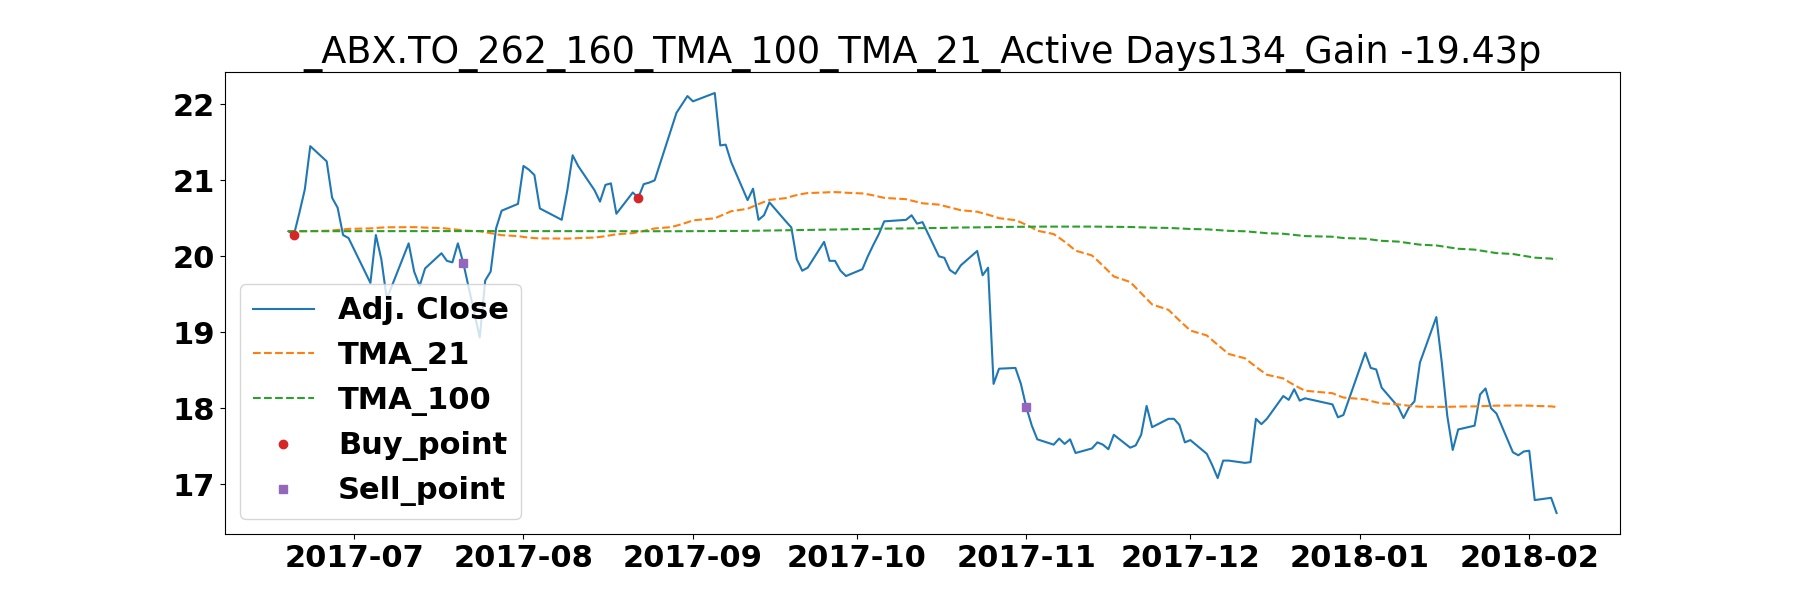 _ABX.TO_262_160_TMA_100_TMA_21_Active Days134_Gain -19.43p
22
21
20
19
18
17
Adj. Close
TMA_21
TMA_100
Buy_point
Sell_point
2017-07 2017-08 2017-09 2017-10 2017-11 2017-12 2018-01 2018-02